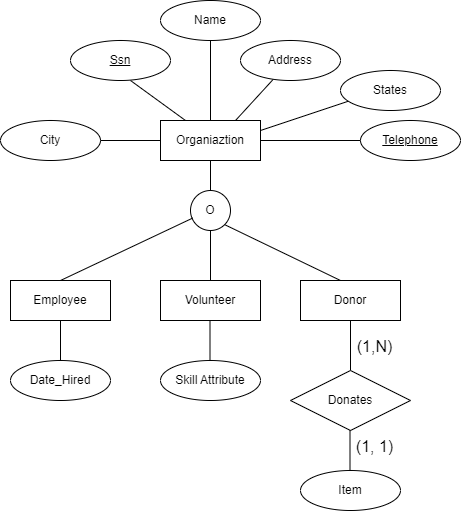 Name
Ssn
Address
States
City
Organiaztion
Telephone
O
Employee
Volunteer
Donor
(1,N)
Date_Hired
Skill Attribute
Donates
(1, 1)
Item